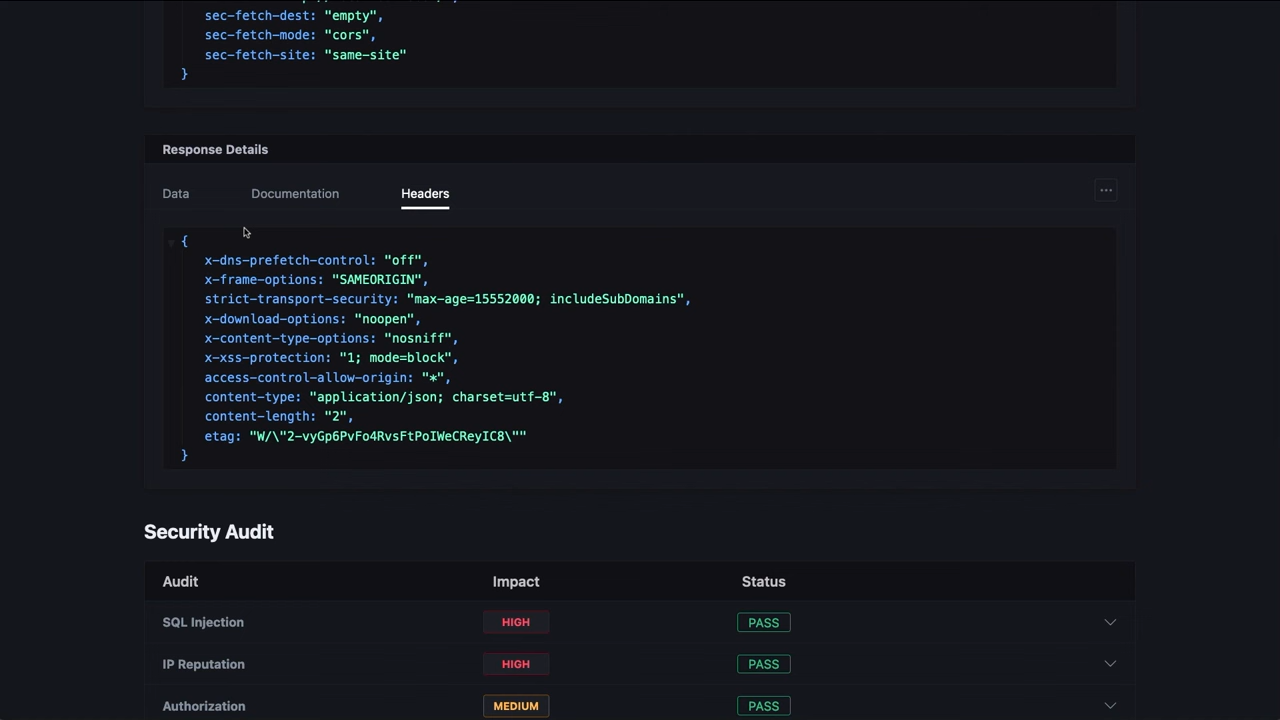 sec-fetch-dest: "empty",
sec-fetch-mode: "cors",
sec-fetch-site: "same-site"
}
Response Details
Data Documentation Headers
{
x-dns-prefetch-control: "off",
x-frame-options: "SAMEORIGIN",
strict-transport-security: "max-age=15552000; includeSubDomains",
x-download-options: "noopen",
x-content-type-options: "nosniff",
x-xss-protection: "1; mode=block",
access-control-allow-origin: "*",
content-type: "application/json; charset=utf-8",
content-length: "2",
etag: "W/\"2-vyGp6PvFo4RvsFtPoIWeCReyIC8\""
}
Security Audit
Audit Impact Status
SQL Injection HIGH PASS
IP Reputation HIGH PASS
Authorization MEDIUM PASS